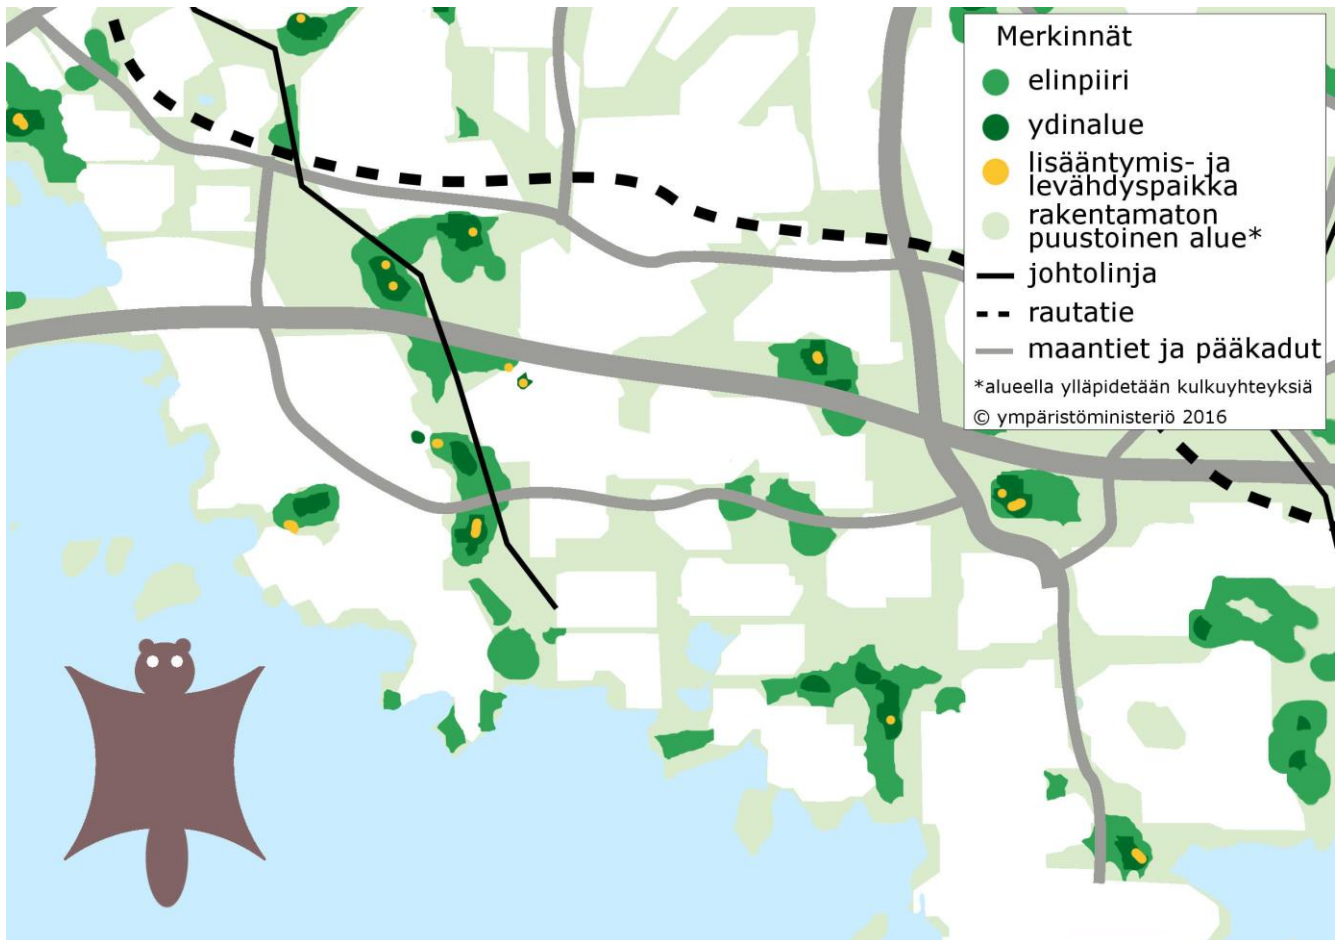 Merkinnät
elinpiiri
ydinalue
lisääntymis- ja
levähdyspaikka
rakentamaton
puustoinen alue*
johtolinja
rautatie
maantiet ja pääkadut
*alueella ylläpidetään kulkuyhteyksiä
© ympäristöministeriö 2016